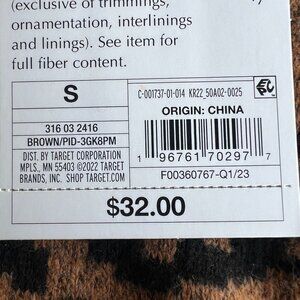 (exclusive of trimmings,
ornamentation, interlinings
and linings). See item for
full fiber content.
S
316 03 2416
BROWN/PID-3GK8PM
DIST. BY TARGET CORPORATION
MPLS., MN 55403 ©2022 TARGET
BRANDS, INC. SHOP TARGET.COM
C-001737-01-014 KR22_50A02-0025
ORIGIN: CHINA
1 96761 70297 7
F00360767-Q1/23
$32.00